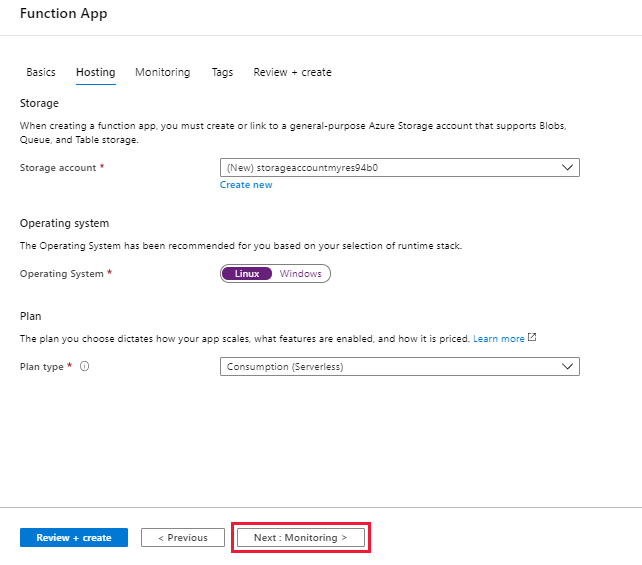 Function App
Basics Hosting Monitoring Tags Review + create
Storage
When creating a function app, you must create or link to a general-purpose Azure Storage account that supports Blobs,
Queue, and Table storage.
Storage account * (New) storageaccountmyres94b0
Create new
Operating system
The Operating System has been recommended for you based on your selection of runtime stack.
Operating System * Linux Windows
Plan
The plan you choose dictates how your app scales, what features are enabled, and how it is priced. Learn more
Plan type * Consumption (Serverless)
Review + create < Previous Next : Monitoring >